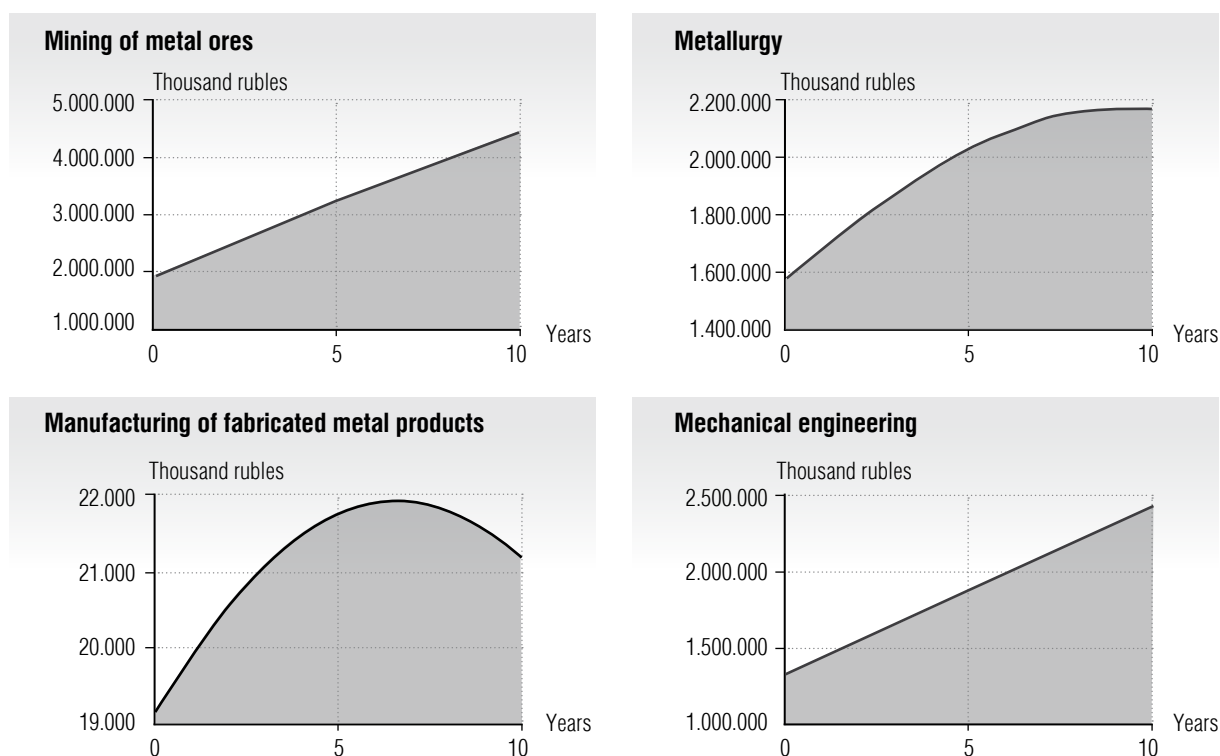 Mining of metal ores
Thousand rubles
5.000.000
4.000.000
3.000.000
2.000.000
1.000.000
0 5 10 Years
Metallurgy
Thousand rubles
2.200.000
2.000.000
1.800.000
1.600.000
1.400.000
0 5 10 Years
Manufacturing of fabricated metal products
Thousand rubles
22.000
21.000
20.000
19.000
0 5 10 Years
Mechanical engineering
Thousand rubles
2.500.000
2.000.000
1.500.000
1.000.000
0 5 10 Years